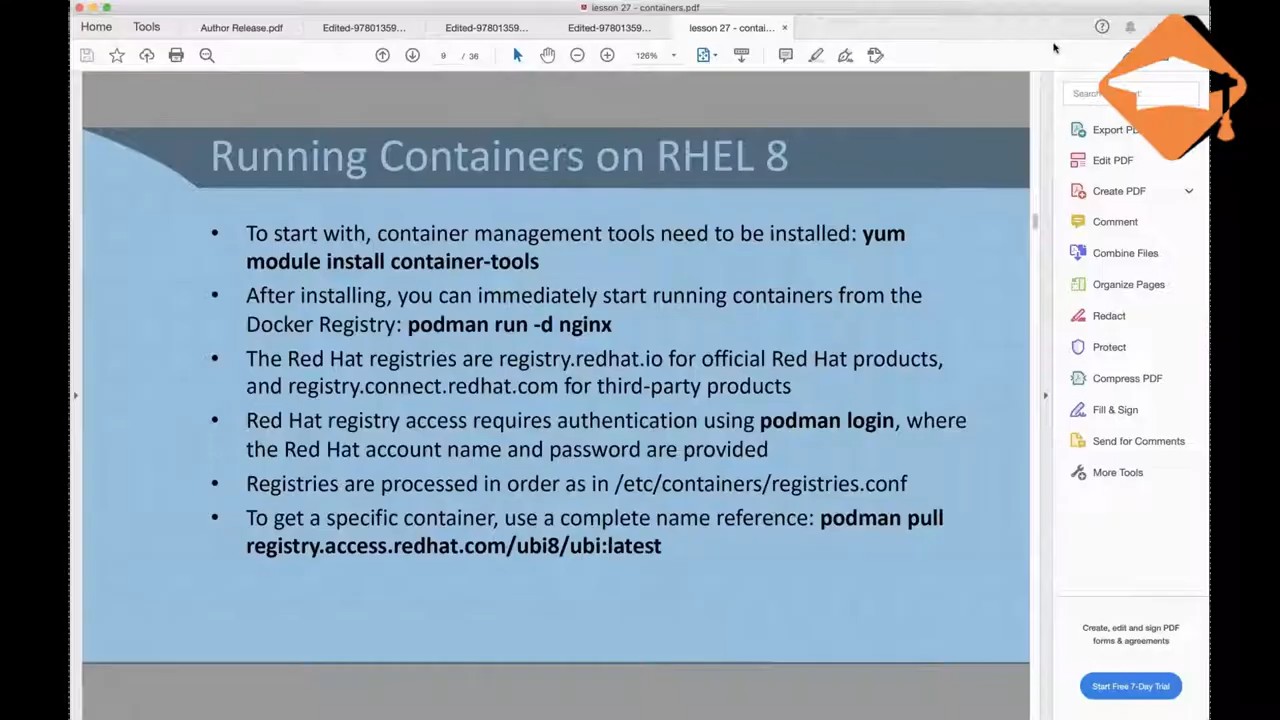 lesson 27 - containers.pdf
Home
Tools
Author Release.pdf
Edited-97801359...
Edited-97801359...
Edited-97801359...
lesson 27 - contai...
×
9 / 36
126%
Running Containers on RHEL 8
• To start with, container management tools need to be installed: yum
module install container-tools
• After installing, you can immediately start running containers from the
Docker Registry: podman run -d nginx
• The Red Hat registries are registry.redhat.io for official Red Hat products,
and registry.connect.redhat.com for third-party products
• Red Hat registry access requires authentication using podman login, where
the Red Hat account name and password are provided
• Registries are processed in order as in /etc/containers/registries.conf
• To get a specific container, use a complete name reference: podman pull
registry.access.redhat.com/ubi8/ubi:latest
Export
Edit PDF
Create PDF
Comment
Combine Files
Organize Pages
Redact
Protect
Compress PDF
Fill & Sign
Send for Comments
More Tools
Create, edit and sign PDF
forms & agreements
Start Free 7-Day Trial